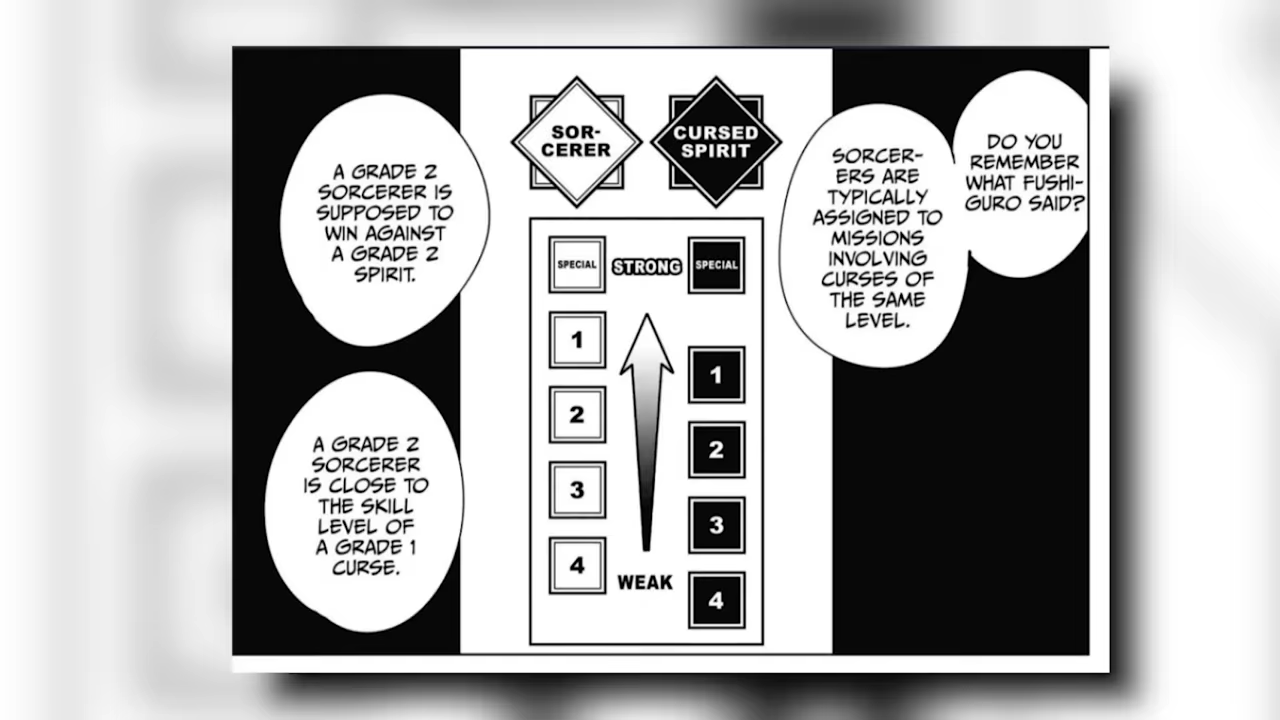 DO YOU
REMEMBER
WHAT FUSHI-
GURO SAID?
SORCER-
ERS ARE
TYPICALLY
ASSIGNED TO
MISSIONS
INVOLVING
CURSES OF
THE SAME
LEVEL.
SOR-
CERER
CURSED
SPIRIT
SPECIAL
STRONG
SPECIAL
1
1
2
2
3
3
4
WEAK
4
A GRADE 2
SORCERER IS
SUPPOSED TO
WIN AGAINST
A GRADE 2
SPIRIT.
A GRADE 2
SORCERER
IS CLOSE TO
THE SKILL
LEVEL OF
A GRADE 1
CURSE.